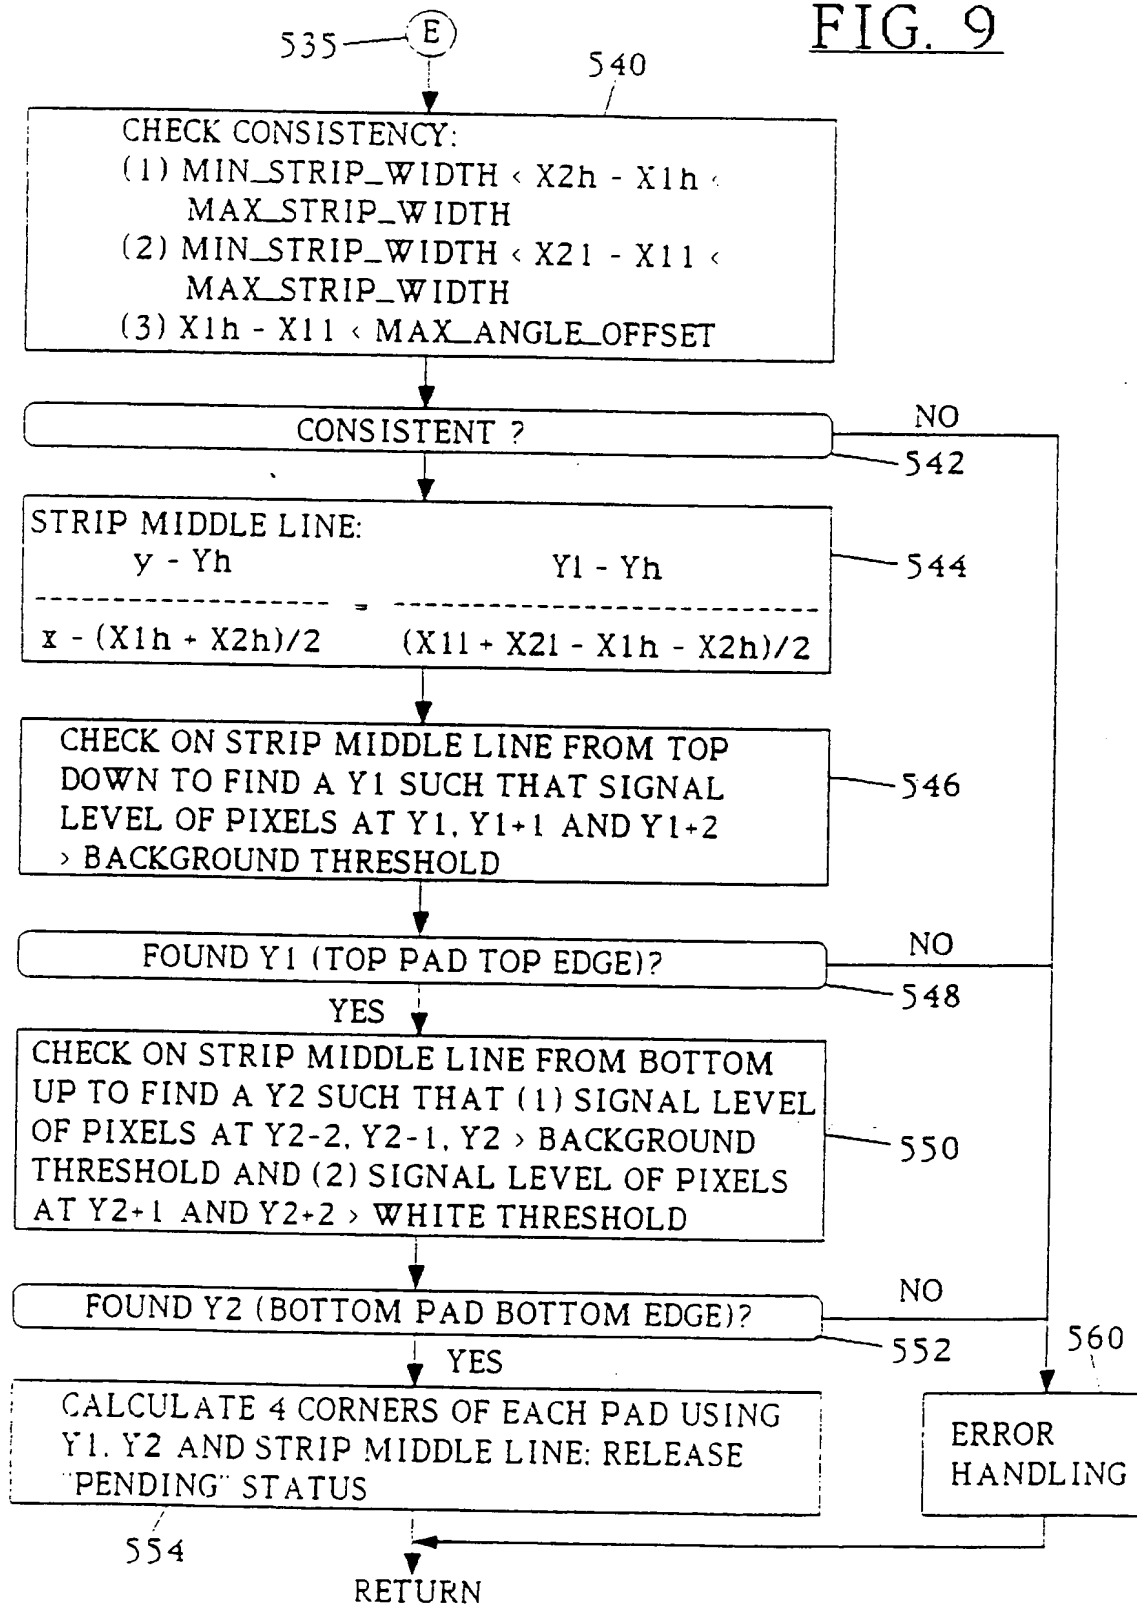 FIG. 9
535
E
540
CHECK CONSISTENCY:
(1) MIN_STRIP_WIDTH < X2h - X1h <
MAX_STRIP_WIDTH
(2) MIN_STRIP_WIDTH < X2l - X1l <
MAX_STRIP_WIDTH
(3) X1h - X1l < MAX_ANGLE_OFFSET
CONSISTENT ?
NO
542
STRIP MIDDLE LINE:
y - Yh Yl - Yh
------------------- = ---------------------------
x - (X1h + X2h)/2 (X1l + X2l - X1h - X2h)/2
544
CHECK ON STRIP MIDDLE LINE FROM TOP
DOWN TO FIND A Y1 SUCH THAT SIGNAL
LEVEL OF PIXELS AT Y1, Y1+1 AND Y1+2
> BACKGROUND THRESHOLD
546
FOUND Y1 (TOP PAD TOP EDGE)?
NO
548
YES
CHECK ON STRIP MIDDLE LINE FROM BOTTOM
UP TO FIND A Y2 SUCH THAT (1) SIGNAL LEVEL
OF PIXELS AT Y2-2, Y2-1, Y2 > BACKGROUND
THRESHOLD AND (2) SIGNAL LEVEL OF PIXELS
AT Y2+1 AND Y2+2 > WHITE THRESHOLD
550
FOUND Y2 (BOTTOM PAD BOTTOM EDGE)?
NO
552
YES
560
CALCULATE 4 CORNERS OF EACH PAD USING
Y1, Y2 AND STRIP MIDDLE LINE: RELEASE
"PENDING" STATUS
554
ERROR
HANDLING
RETURN